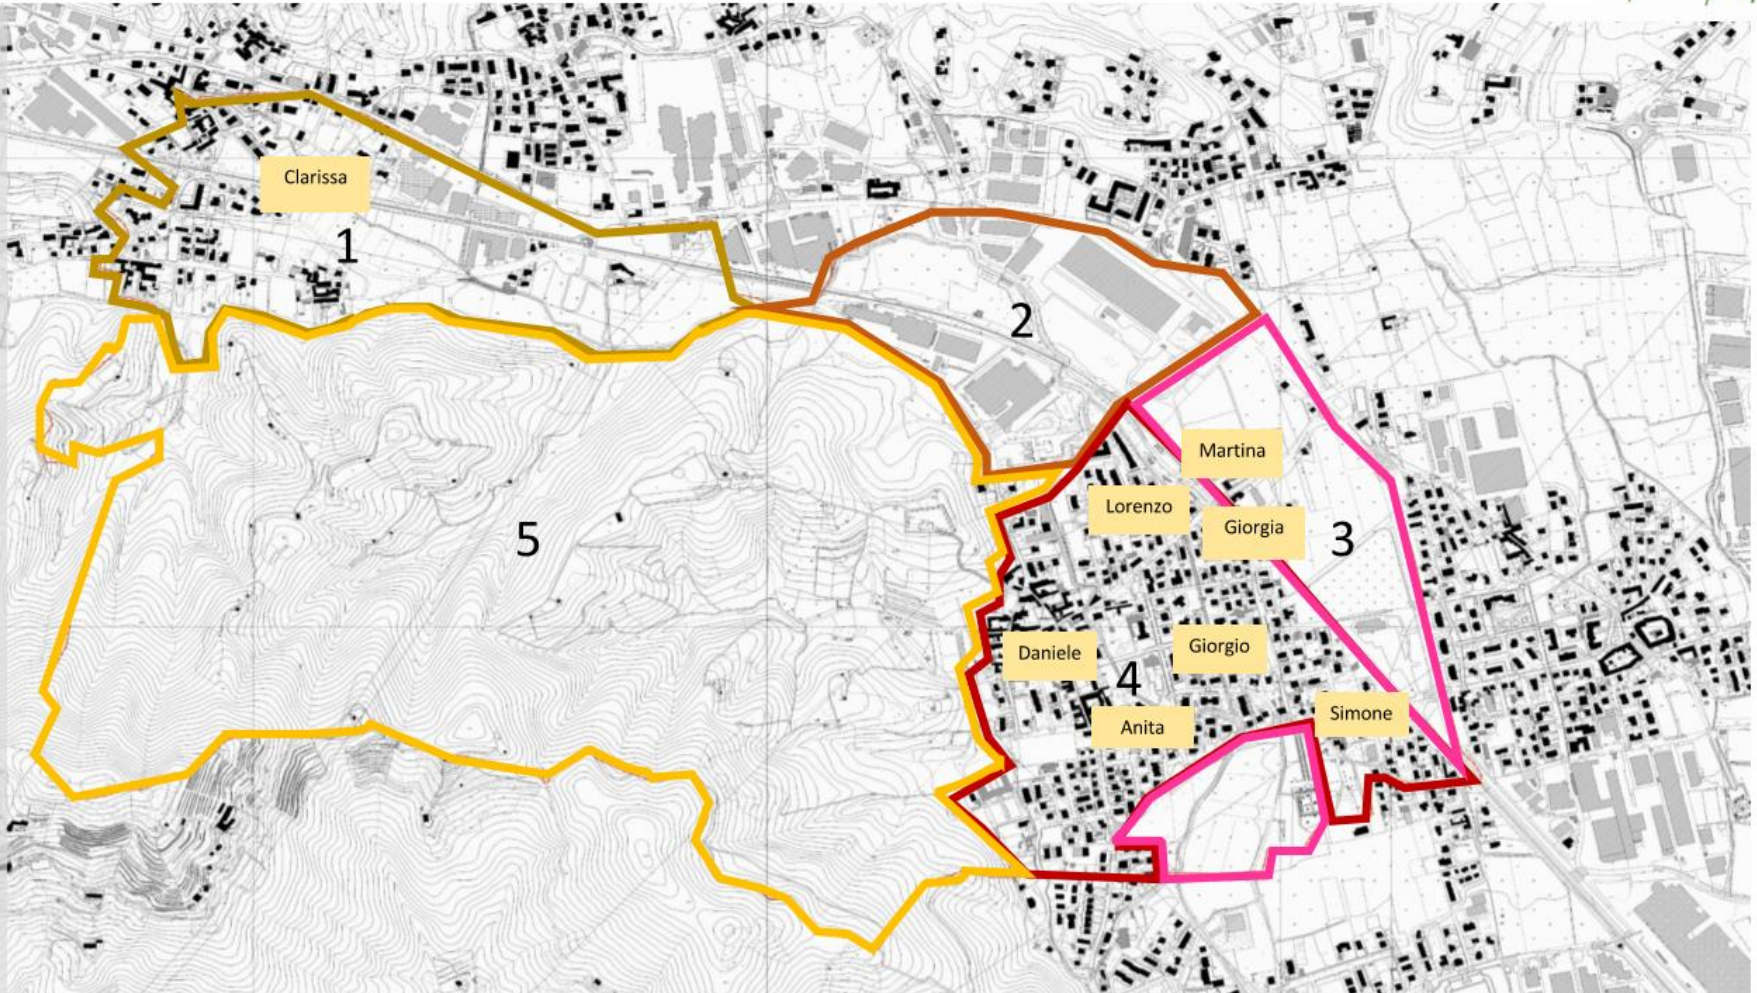 Clarissa
1
2
Martina
Lorenzo
Giorgia
3
5
Daniele
Giorgio
4
Anita
Simone